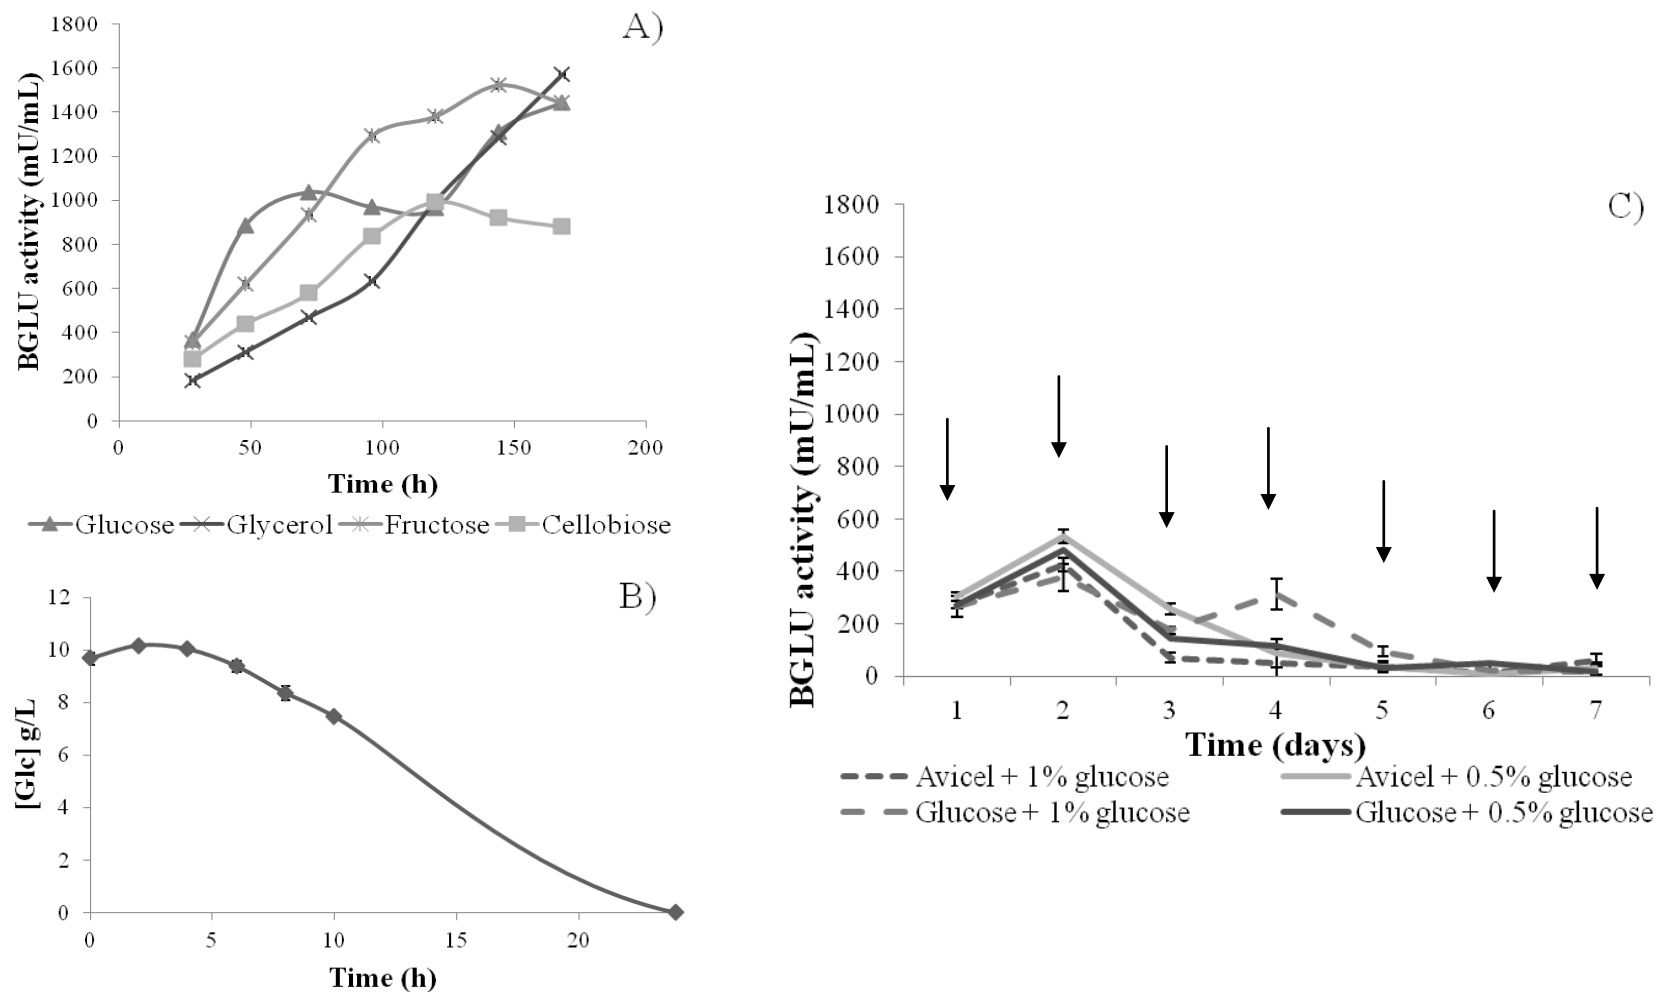 A)
BGLU activity (mU/mL)
1800
1600
1400
1200
1000
800
600
400
200
0
0 50 100 150 200
Time (h)
Glucose Glycerol Fructose Cellobiose
B)
[Glc] g/L
12
10
8
6
4
2
0
0 5 10 15 20
Time (h)
C)
BGLU activity (mU/mL)
1800
1600
1400
1200
1000
800
600
400
200
0
1 2 3 4 5 6 7
Time (days)
Avicel + 1% glucose Avicel + 0.5% glucose
Glucose + 1% glucose Glucose + 0.5% glucose